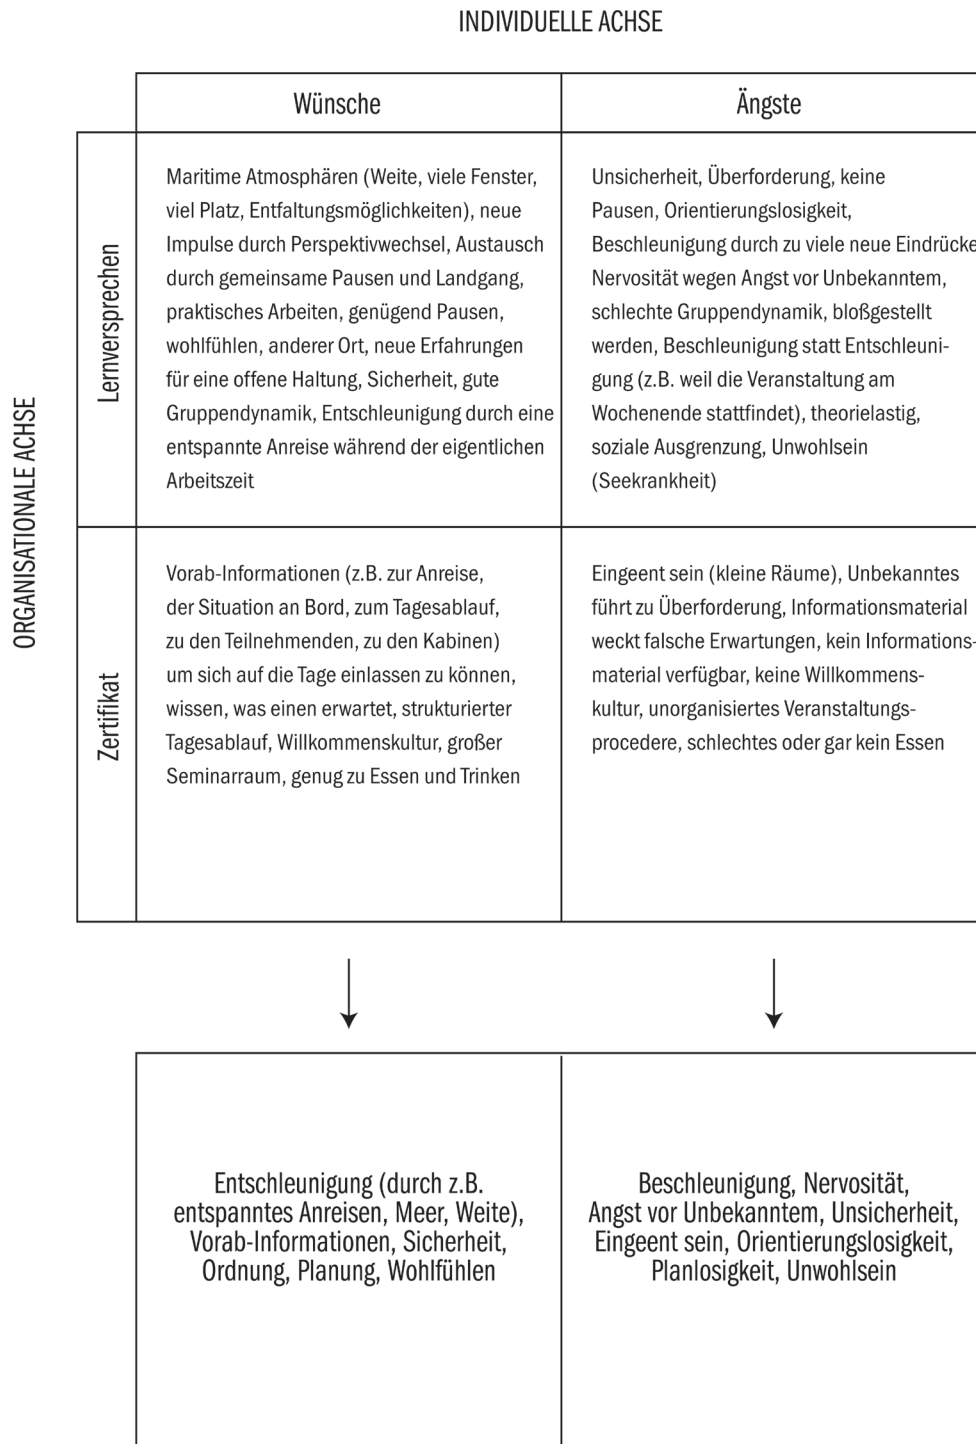 INDIVIDUELLE ACHSE
Wünsche
Ängste
ORGANISATIONALE ACHSE
Lernversprechen
Maritime Atmosphären (Weite, viele Fenster,
viel Platz, Entfaltungsmöglichkeiten), neue
Impulse durch Perspektivwechsel, Austausch
durch gemeinsame Pausen und Landgang,
praktisches Arbeiten, genügend Pausen,
wohlfühlen, anderer Ort, neue Erfahrungen
für eine offene Haltung, Sicherheit, gute
Gruppendynamik, Entschleunigung durch eine
entspannte Anreise während der eigentlichen
Arbeitszeit
Unsicherheit, Überforderung, keine
Pausen, Orientierungslosigkeit,
Beschleunigung durch zu viele neue Eindrücke
Nervosität wegen Angst vor Unbekanntem,
schlechte Gruppendynamik, bloßgestellt
werden, Beschleunigung statt Entschleuni-
gung (z.B. weil die Veranstaltung am
Wochenende stattfindet), theorielastig,
soziale Ausgrenzung, Unwohlsein
(Seekrankheit)
Zertifikat
Vorab-Informationen (z.B. zur Anreise,
der Situation an Bord, zum Tagesablauf,
zu den Teilnehmenden, zu den Kabinen)
um sich auf die Tage einlassen zu können,
wissen, was einen erwartet, strukturierter
Tagesablauf, Willkommenskultur, großer
Seminarraum, genug zu Essen und Trinken
Eingeent sein (kleine Räume), Unbekanntes
führt zu Überforderung, Informationsmaterial
weckt falsche Erwartungen, kein Informations-
material verfügbar, keine Willkommens-
kultur, unorganisiertes Veranstaltungs-
procedere, schlechtes oder gar kein Essen
Entschleunigung (durch z.B.
entspanntes Anreisen, Meer, Weite),
Vorab-Informationen, Sicherheit,
Ordnung, Planung, Wohlfühlen
Beschleunigung, Nervosität,
Angst vor Unbekanntem, Unsicherheit,
Eingeent sein, Orientierungslosigkeit,
Planlosigkeit, Unwohlsein